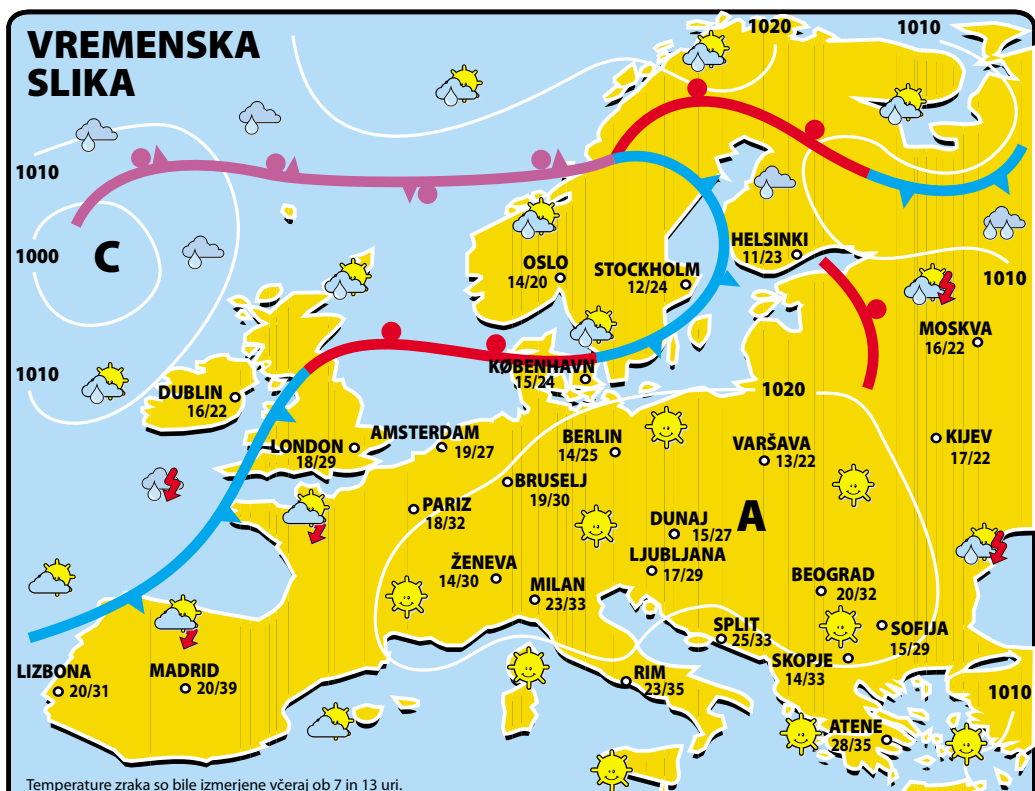 VREMENSKA
SLIKA
1020
1010
1010
1000
C
1010
OSLO
14/20
STOCKHOLM
12/24
HELSINKI
11/23
1010
MOSKVA
16/22
KØBENHAVN
15/24
DUBLIN
16/22
1020
LONDON
18/29
AMSTERDAM
19/27
BERLIN
14/25
VARŠAVA
13/22
KIJEV
17/22
BRUSELJ
19/30
PARIZ
18/32
DUNAJ
15/27
A
LJUBLJANA
17/29
ŽENEVA
14/30
MILAN
23/33
BEOGRAD
20/32
SPLIT
25/33
SOFIJA
15/29
SKOPJE
14/33
LIZBONA
20/31
MADRID
20/39
RIM
23/35
1010
ATENE
28/35
Temperature zraka so bile izmerjene včeraj ob 7 in 13 uri.